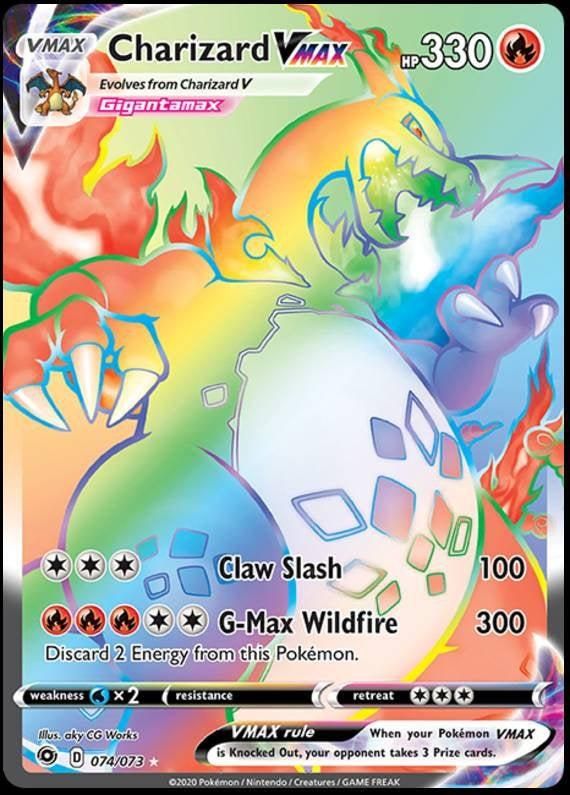 VMAX
Charizard VMAX HP 330
Evolves from Charizard V
Gigantamax
Claw Slash 100
G-Max Wildfire 300
Discard 2 Energy from this Pokémon.
weakness ×2 resistance retreat
Illus. aky CG Works
VMAX rule When your Pokémon VMAX
is Knocked Out, your opponent takes 3 Prize cards.
D 074/073
©2020 Pokémon / Nintendo / Creatures / GAME FREAK